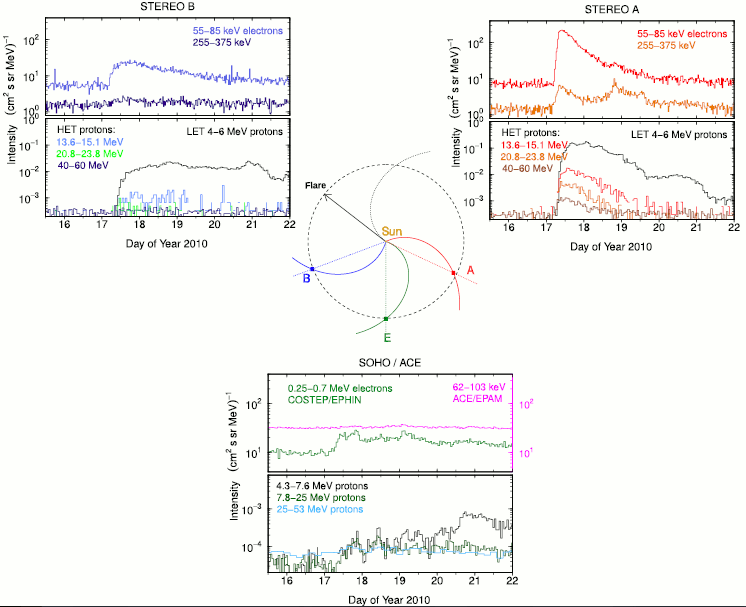 STEREO B
55–85 keV electrons
255–375 keV
10²
10¹
10⁰
(cm² s sr MeV)⁻¹
Intensity
10⁰
10⁻¹
10⁻²
10⁻³
HET protons:
LET 4–6 MeV protons
13.6–15.1 MeV
20.8–23.8 MeV
40–60 MeV
16 17 18 19 20 21 22
Day of Year 2010
STEREO A
55–85 keV electrons
255–375 keV
10²
10¹
10⁰
(cm² s sr MeV)⁻¹
Intensity
10⁰
10⁻¹
10⁻²
10⁻³
HET protons:
LET 4–6 MeV protons
13.6–15.1 MeV
20.8–23.8 MeV
40–60 MeV
16 17 18 19 20 21 22
Day of Year 2010
Flare
Sun
B
A
E
SOHO / ACE
0.25–0.7 MeV electrons
COSTEP/EPHIN
62–103 keV
ACE/EPAM
10²
10¹
10²
10¹
(cm² s sr MeV)⁻¹
Intensity
4.3–7.6 MeV protons
7.8–25 MeV protons
25–53 MeV protons
10⁻³
10⁻⁴
16 17 18 19 20 21 22
Day of Year 2010